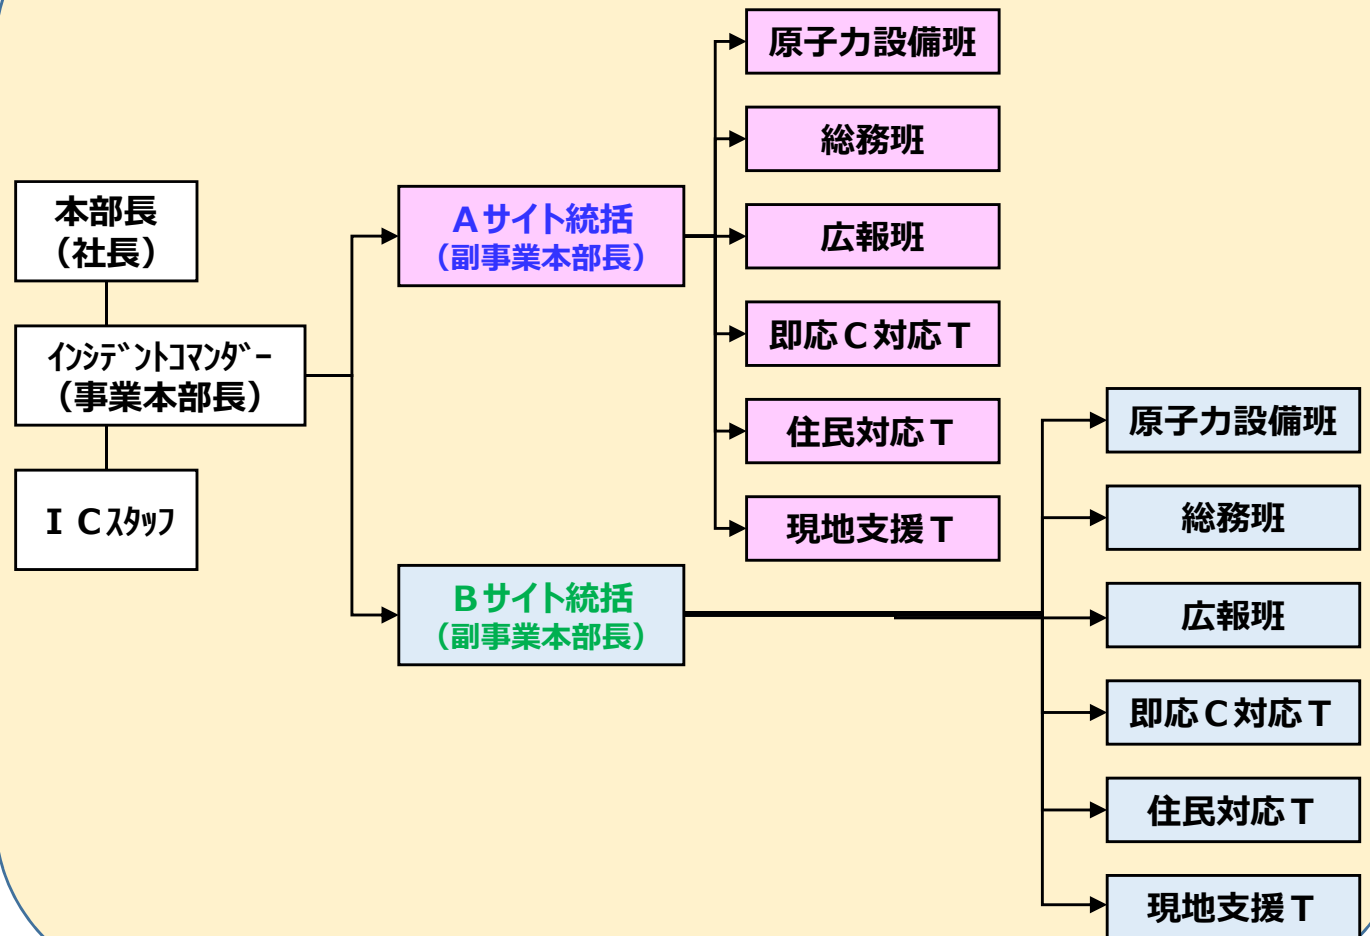 本部長
（社長）
ｲﾝｼﾃﾞﾝﾄｺﾏﾝﾀﾞｰ
（事業本部長）
ＩＣｽﾀｯﾌ
Ａサイト統括
（副事業本部長）
原子力設備班
総務班
広報班
即応Ｃ対応Ｔ
住民対応Ｔ
現地支援Ｔ
Ｂサイト統括
（副事業本部長）
原子力設備班
総務班
広報班
即応Ｃ対応Ｔ
住民対応Ｔ
現地支援Ｔ